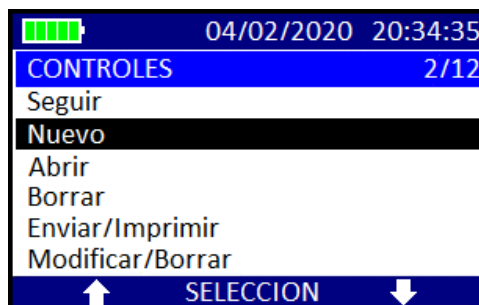 04/02/2020 20:34:35
CONTROLES 2/12
Seguir
Nuevo
Abrir
Borrar
Enviar/Imprimir
Modificar/Borrar
SELECCION